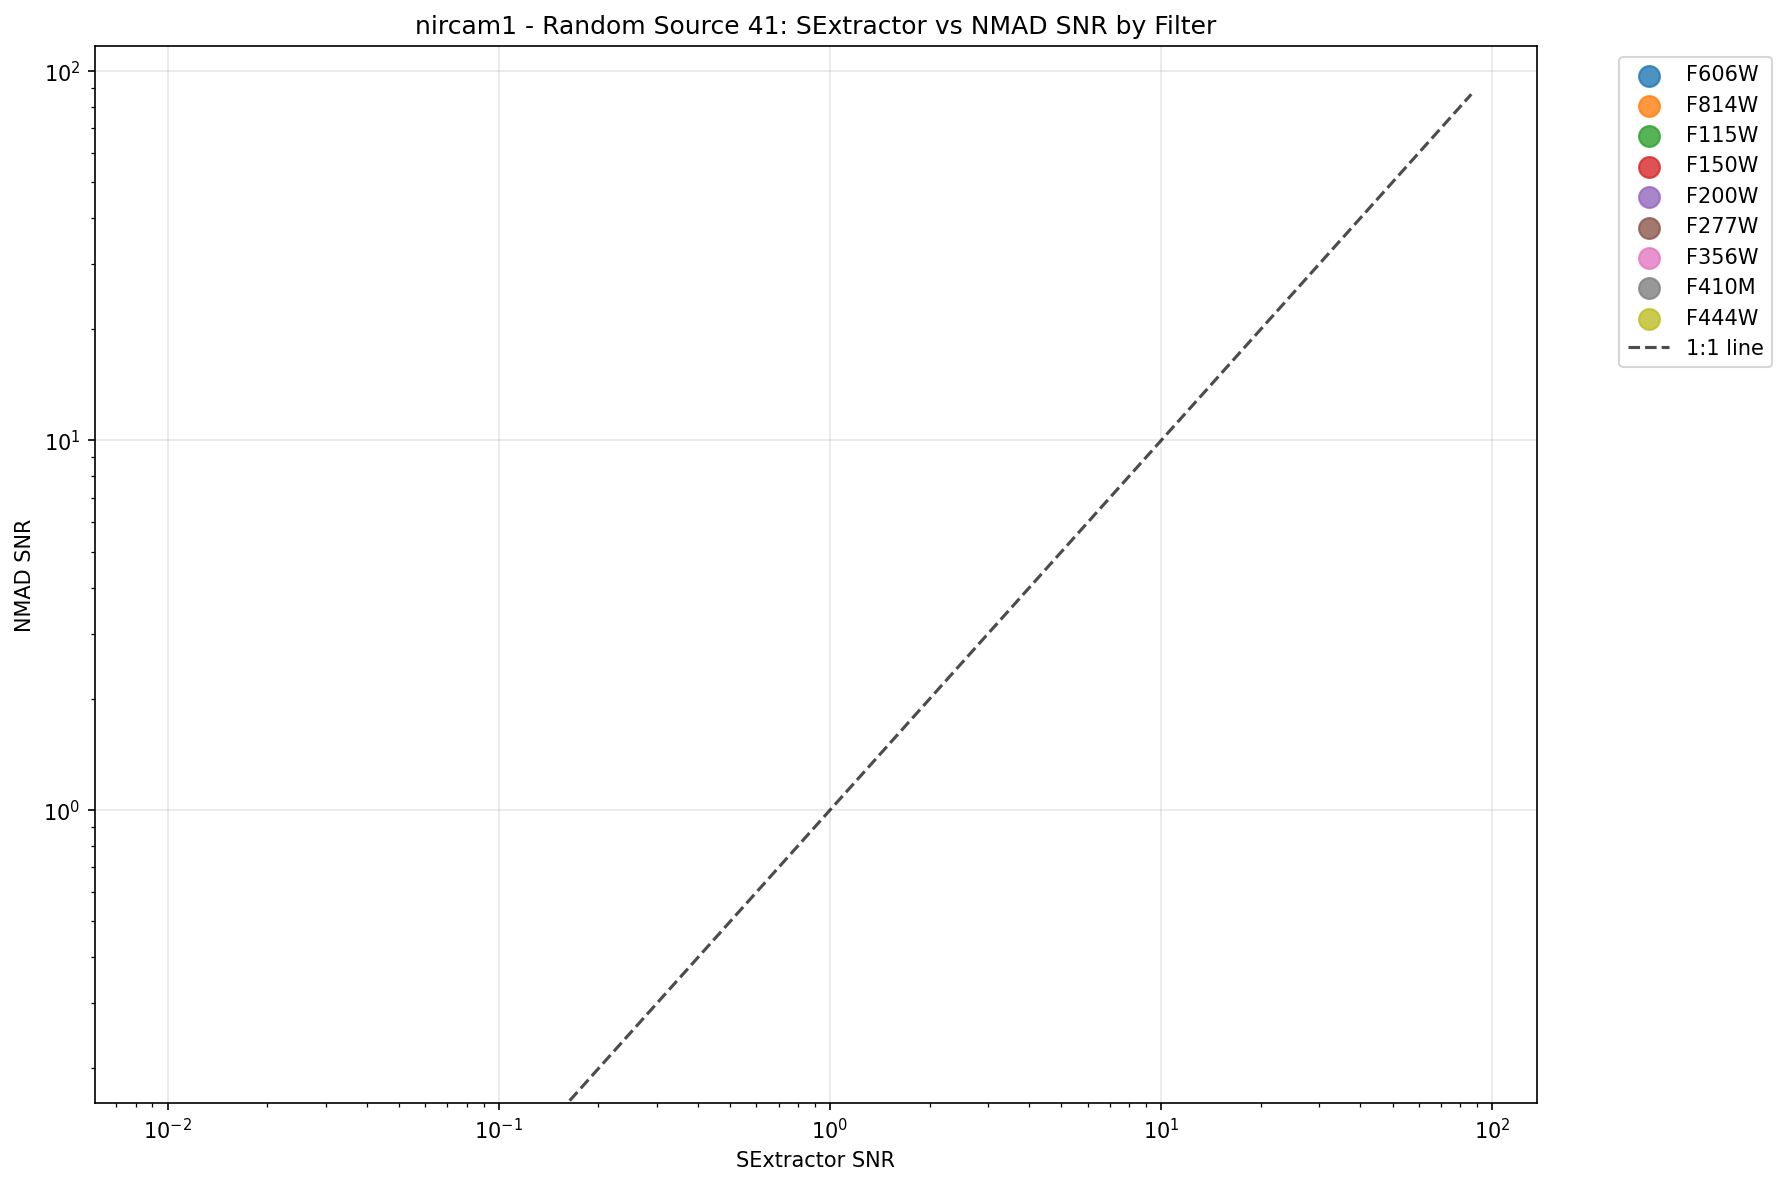 nircam1 - Random Source 41: SExtractor vs NMAD SNR by Filter
10²
10¹
10⁰
NMAD SNR
10⁻²
10⁻¹
10⁰
10¹
10²
SExtractor SNR
F606W
F814W
F115W
F150W
F200W
F277W
F356W
F410M
F444W
1:1 line